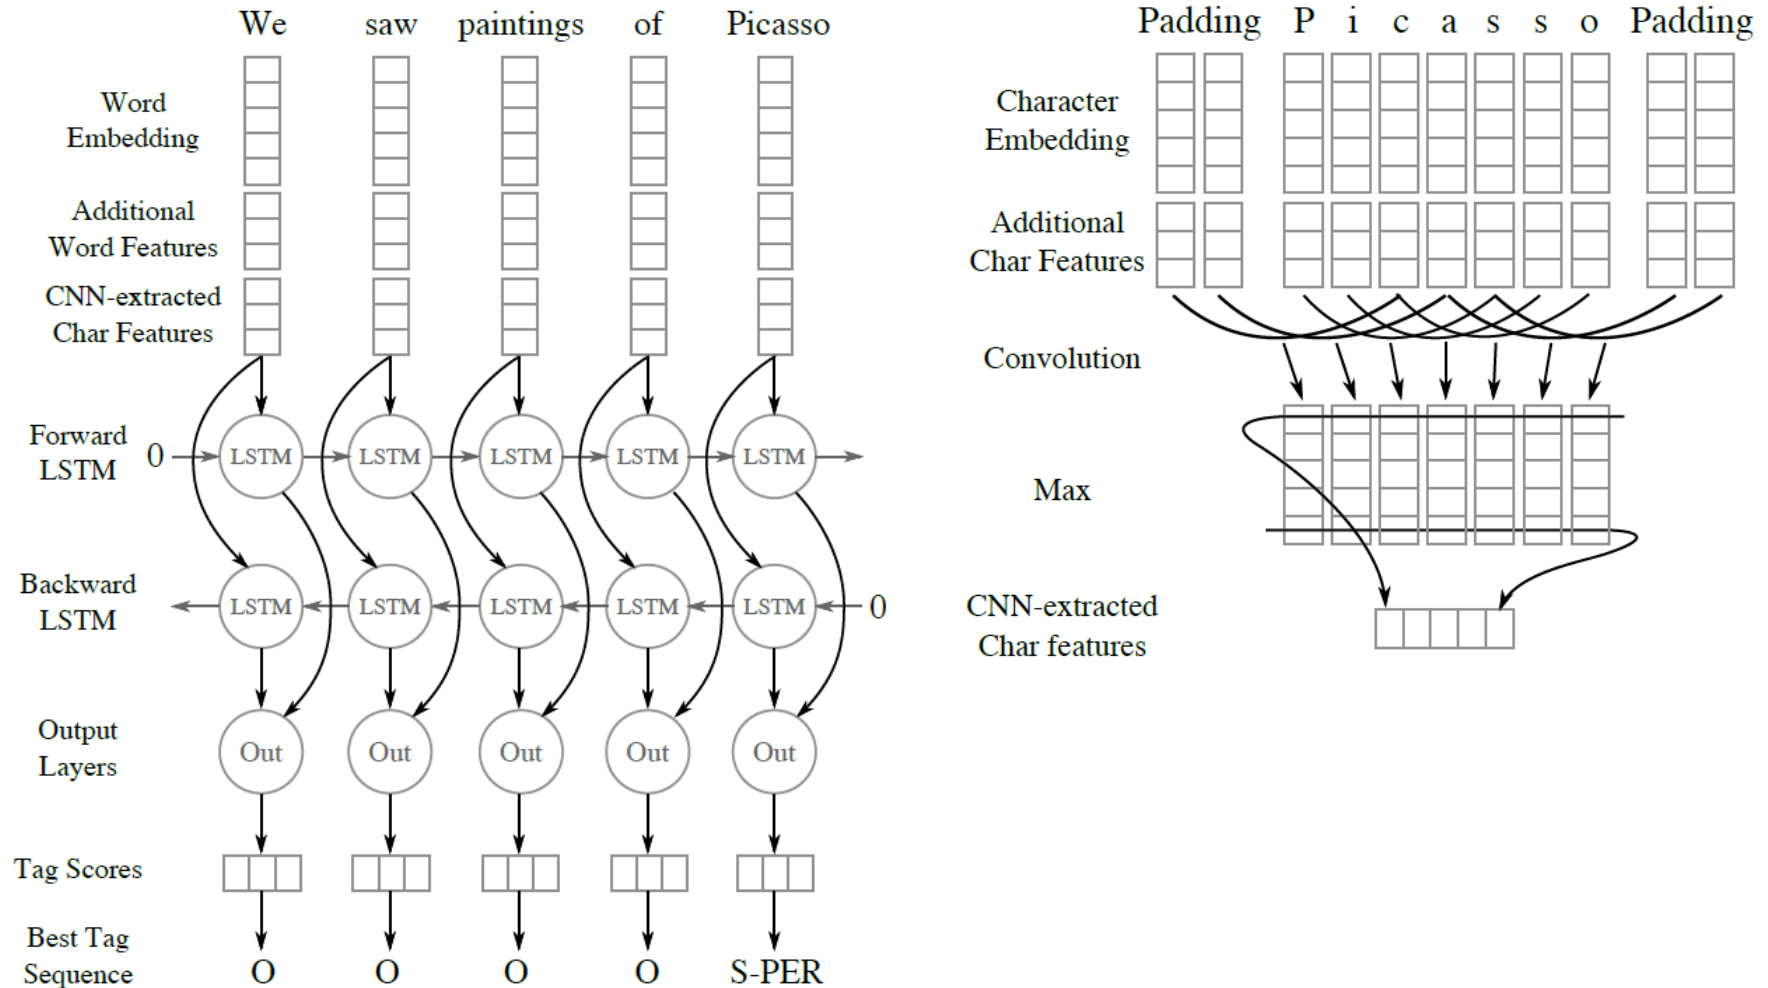 We saw paintings of Picasso
Word
Embedding
Additional
Word Features
CNN-extracted
Char Features
Forward
LSTM
0 LSTM LSTM LSTM LSTM LSTM
Backward
LSTM
LSTM LSTM LSTM LSTM LSTM 0
Output
Layers
Out Out Out Out Out
Tag Scores
Best Tag
Sequence
O O O O S-PER
Padding P i c a s s o Padding
Character
Embedding
Additional
Char Features
Convolution
Max
CNN-extracted
Char features